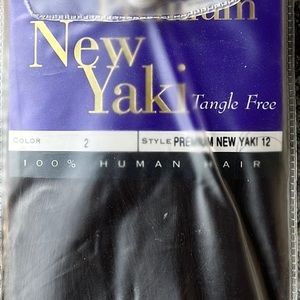 New
Yaki
Tangle Free
COLOR 2 STYLE PREMIUM NEW YAKI 12
100% HUMAN HAIR